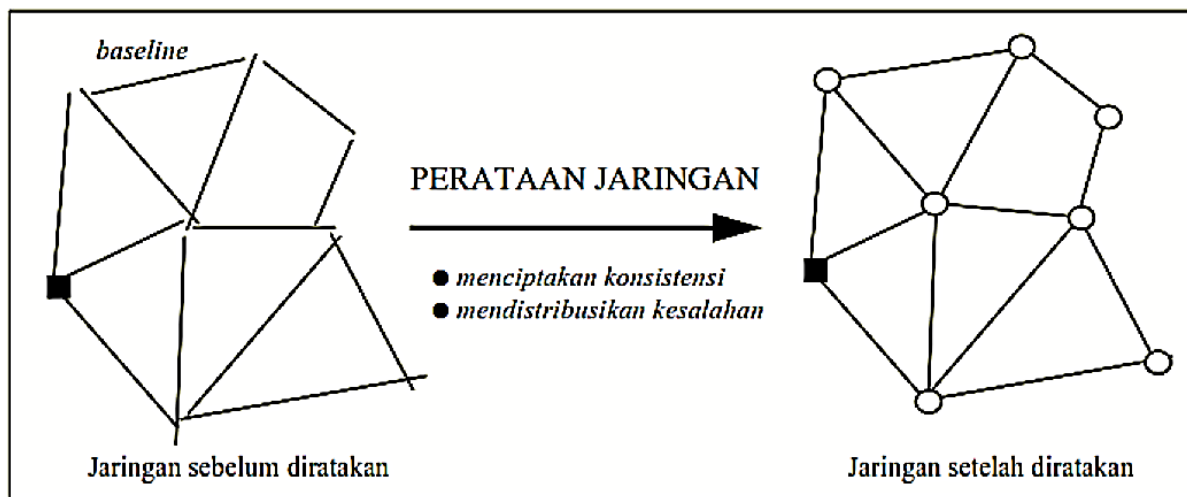 baseline
PERATAAN JARINGAN
● menciptakan konsistensi
● mendistribusikan kesalahan
Jaringan sebelum diratakan
Jaringan setelah diratakan